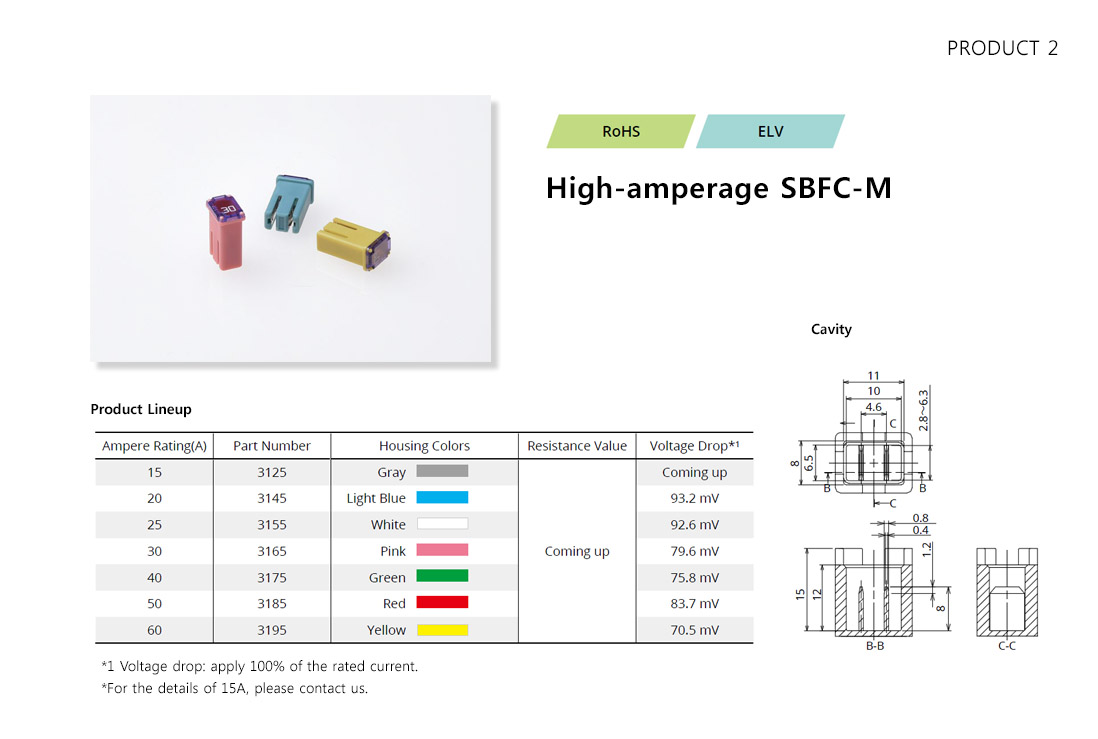 PRODUCT 2
RoHS
ELV
High-amperage SBFC-M
30
Cavity
11
10
4.6
2.8~6.3
C
8
6.5
B
B
C
Product Lineup
Ampere Rating(A) Part Number Housing Colors Resistance Value Voltage Drop*1
15 3125 Gray Coming up
20 3145 Light Blue 93.2 mV
25 3155 White 92.6 mV
30 3165 Pink 79.6 mV
Coming up
40 3175 Green 75.8 mV
50 3185 Red 83.7 mV
60 3195 Yellow 70.5 mV
0.8
0.4
1.2
15
12
8
B-B
C-C
*1 Voltage drop: apply 100% of the rated current.
*For the details of 15A, please contact us.